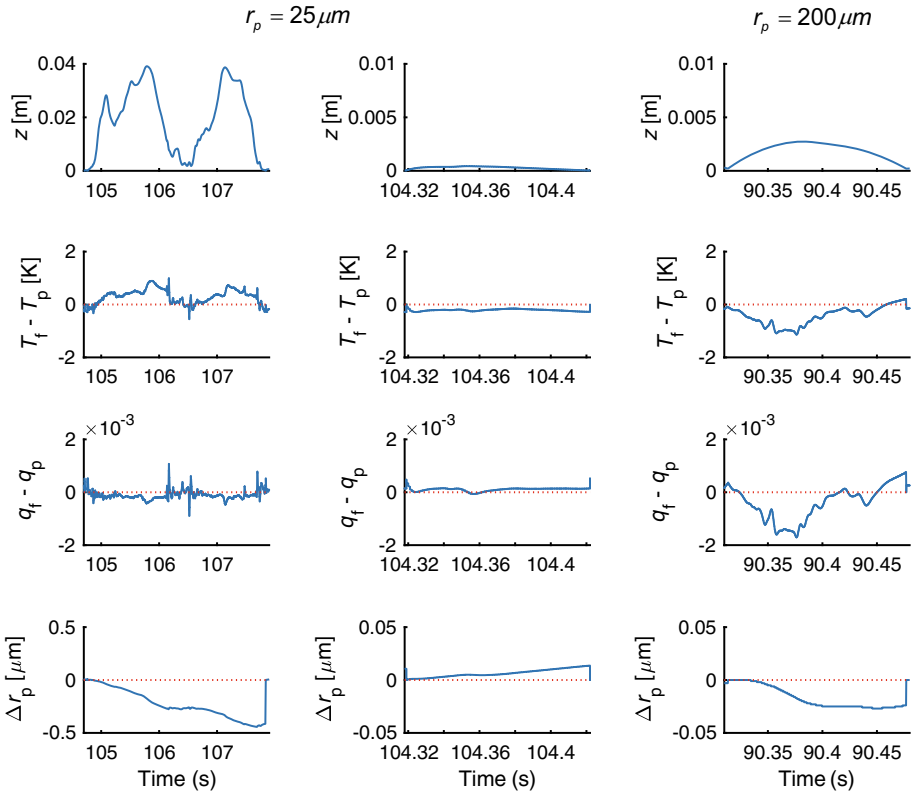 r_p = 25 μm
r_p = 200 μm
z [m]
0.04
0.02
0
105 106 107
z [m]
0.01
0.005
0
104.32 104.36 104.4
z [m]
0.01
0.005
0
90.35 90.4 90.45
T_f - T_p [K]
2
0
-2
105 106 107
T_f - T_p [K]
2
0
-2
104.32 104.36 104.4
T_f - T_p [K]
2
0
-2
90.35 90.4 90.45
q_f - q_p
×10^-3
2
0
-2
105 106 107
q_f - q_p
×10^-3
2
0
-2
104.32 104.36 104.4
q_f - q_p
×10^-3
2
0
-2
90.35 90.4 90.45
Δr_p [μm]
0.5
0
-0.5
105 106 107
Time (s)
Δr_p [μm]
0.05
0
-0.05
104.32 104.36 104.4
Time (s)
Δr_p [μm]
0.05
0
-0.05
90.35 90.4 90.45
Time (s)